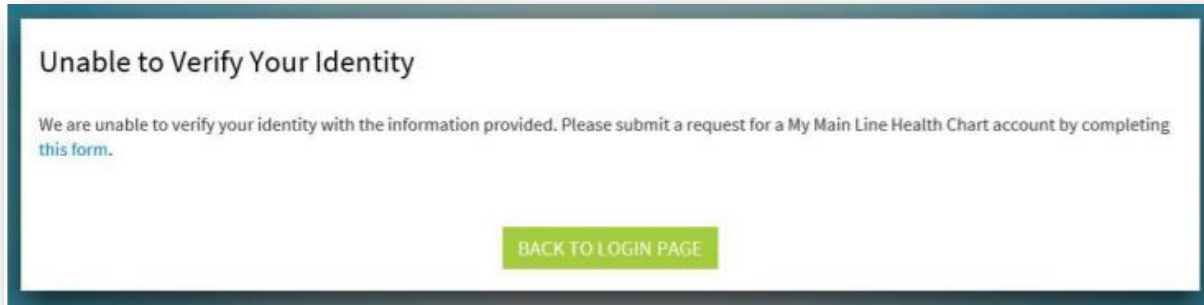 Unable to Verify Your Identity
We are unable to verify your identity with the information provided. Please submit a request for a My Main Line Health Chart account by completing
this form.
BACK TO LOGIN PAGE